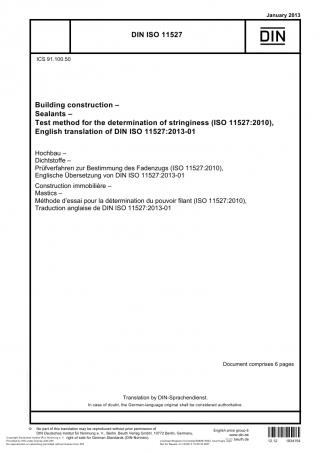 January 2013
DIN ISO 11527
DIN
ICS 91.100.50
Building construction –
Sealants –
Test method for the determination of stringiness (ISO 11527:2010),
English translation of DIN ISO 11527:2013-01
Hochbau –
Dichtstoffe –
Prüfverfahren zur Bestimmung des Fadenzugs (ISO 11527:2010),
Englische Übersetzung von DIN ISO 11527:2013-01
Construction immobilière –
Mastics –
Méthode d'essai pour la détermination du pouvoir filant (ISO 11527:2010),
Traduction anglaise de DIN ISO 11527:2013-01
Document comprises 6 pages
Translation by DIN-Sprachendienst.
In case of doubt, the German-language original shall be considered authoritative.
No part of this translation may be reproduced without prior permission of
DIN Deutsches Institut für Normung e. V., Berlin. Beuth Verlag GmbH, 10772 Berlin, Germany,
right of sale for German Standards (DIN-Normen).
English price group 6
www.din.de
www.beuth.de